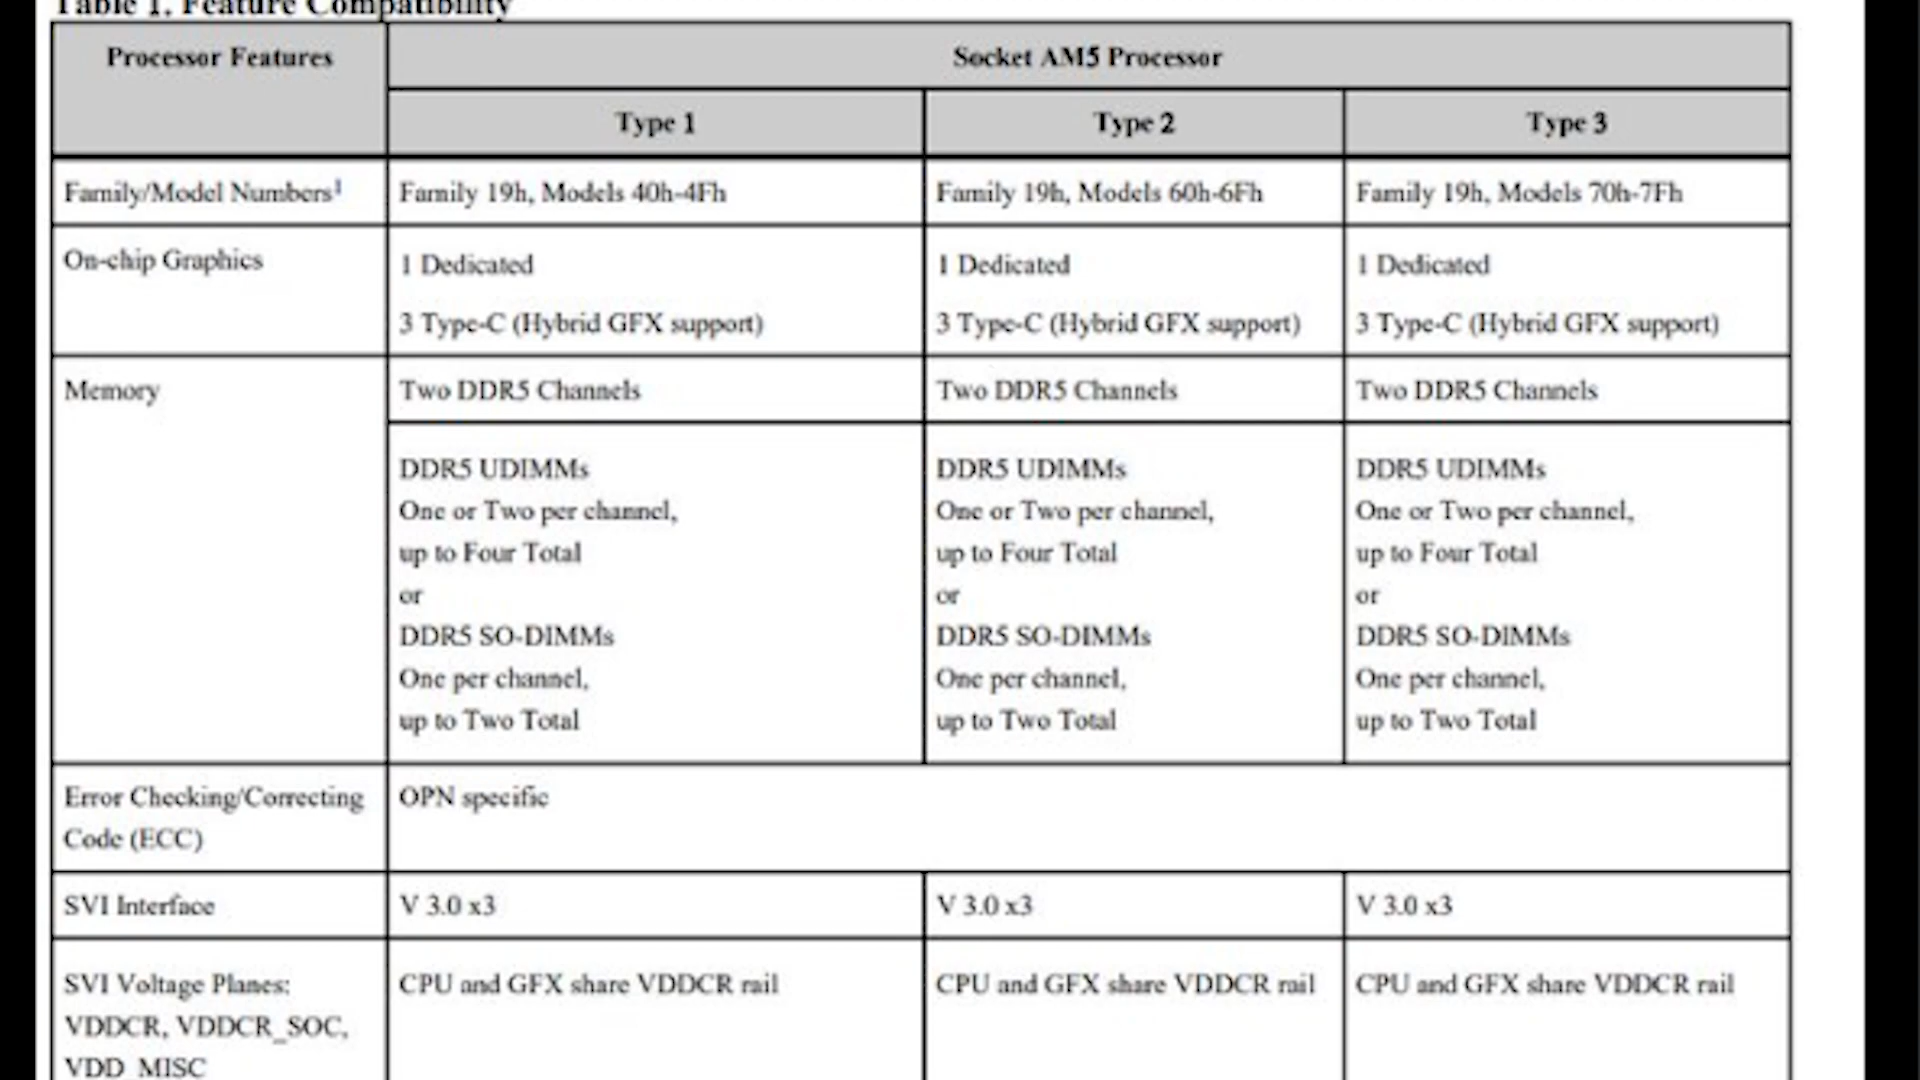 Table 1. Feature Compatibility
Processor Features
Socket AM5 Processor
Type 1
Type 2
Type 3
Family/Model Numbers1
Family 19h, Models 40h-4Fh
Family 19h, Models 60h-6Fh
Family 19h, Models 70h-7Fh
On-chip Graphics
1 Dedicated
3 Type-C (Hybrid GFX support)
1 Dedicated
3 Type-C (Hybrid GFX support)
1 Dedicated
3 Type-C (Hybrid GFX support)
Memory
Two DDR5 Channels
Two DDR5 Channels
Two DDR5 Channels
DDR5 UDIMMs
One or Two per channel,
up to Four Total
or
DDR5 SO-DIMMs
One per channel,
up to Two Total
DDR5 UDIMMs
One or Two per channel,
up to Four Total
or
DDR5 SO-DIMMs
One per channel,
up to Two Total
DDR5 UDIMMs
One or Two per channel,
up to Four Total
or
DDR5 SO-DIMMs
One per channel,
up to Two Total
Error Checking/Correcting
Code (ECC)
OPN specific
SVI Interface
V 3.0 x3
V 3.0 x3
V 3.0 x3
SVI Voltage Planes:
VDDCR, VDDCR_SOC,
VDD_MISC
CPU and GFX share VDDCR rail
CPU and GFX share VDDCR rail
CPU and GFX share VDDCR rail